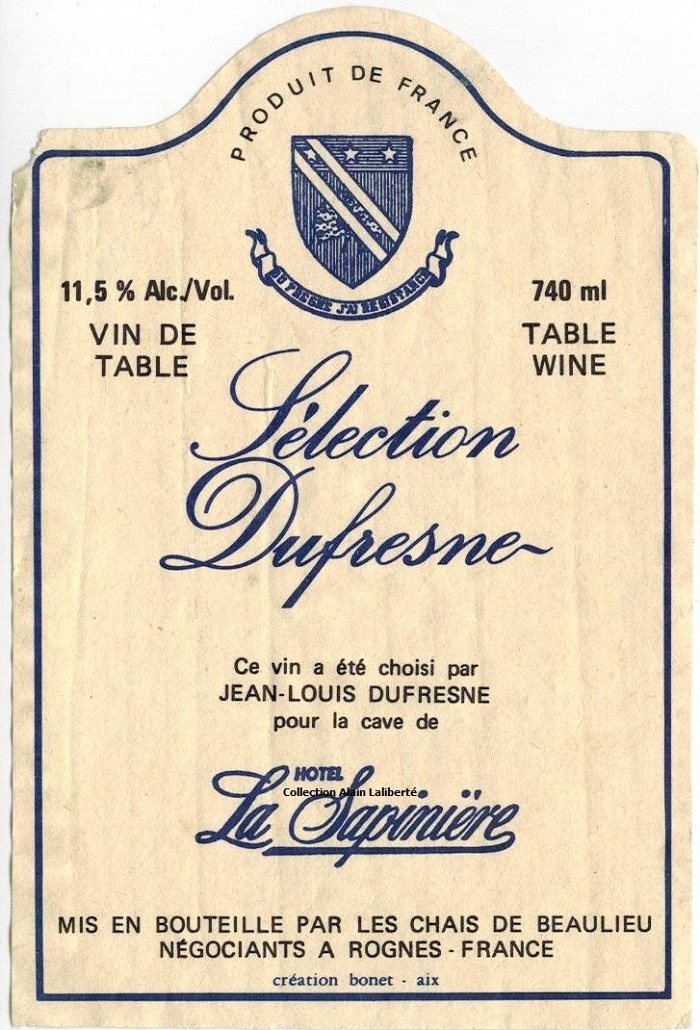 PRODUIT DE FRANCE
11,5 % Alc./Vol.
740 ml
VIN DE
TABLE
TABLE
WINE
Sélection
Dufresne
Ce vin a été choisi par
JEAN-LOUIS DUFRESNE
pour la cave de
HOTEL
Collection Alain Laliberté
La Sapinière
MIS EN BOUTEILLE PAR LES CHAIS DE BEAULIEU
NÉGOCIANTS A ROGNES - FRANCE
création bonet - aix